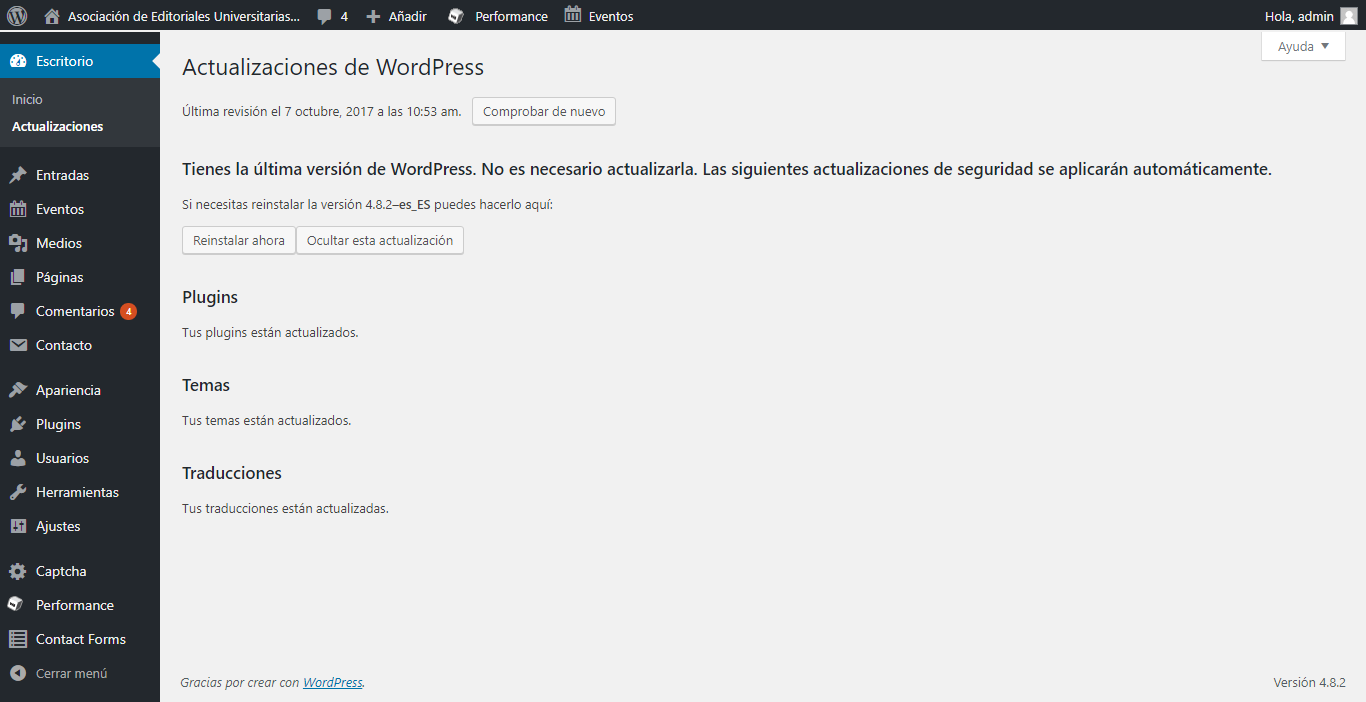 Asociación de Editoriales Universitarias... 4 Añadir Performance Eventos Hola, admin
Ayuda
Escritorio
Inicio
Actualizaciones
Entradas
Eventos
Medios
Páginas
Comentarios 4
Contacto
Apariencia
Plugins
Usuarios
Herramientas
Ajustes
Captcha
Performance
Contact Forms
Cerrar menú
Actualizaciones de WordPress
Última revisión el 7 octubre, 2017 a las 10:53 am. Comprobar de nuevo
Tienes la última versión de WordPress. No es necesario actualizarla. Las siguientes actualizaciones de seguridad se aplicarán automáticamente.
Si necesitas reinstalar la versión 4.8.2–es_ES puedes hacerlo aquí:
Reinstalar ahora Ocultar esta actualización
Plugins
Tus plugins están actualizados.
Temas
Tus temas están actualizados.
Traducciones
Tus traducciones están actualizadas.
Gracias por crear con WordPress. Versión 4.8.2